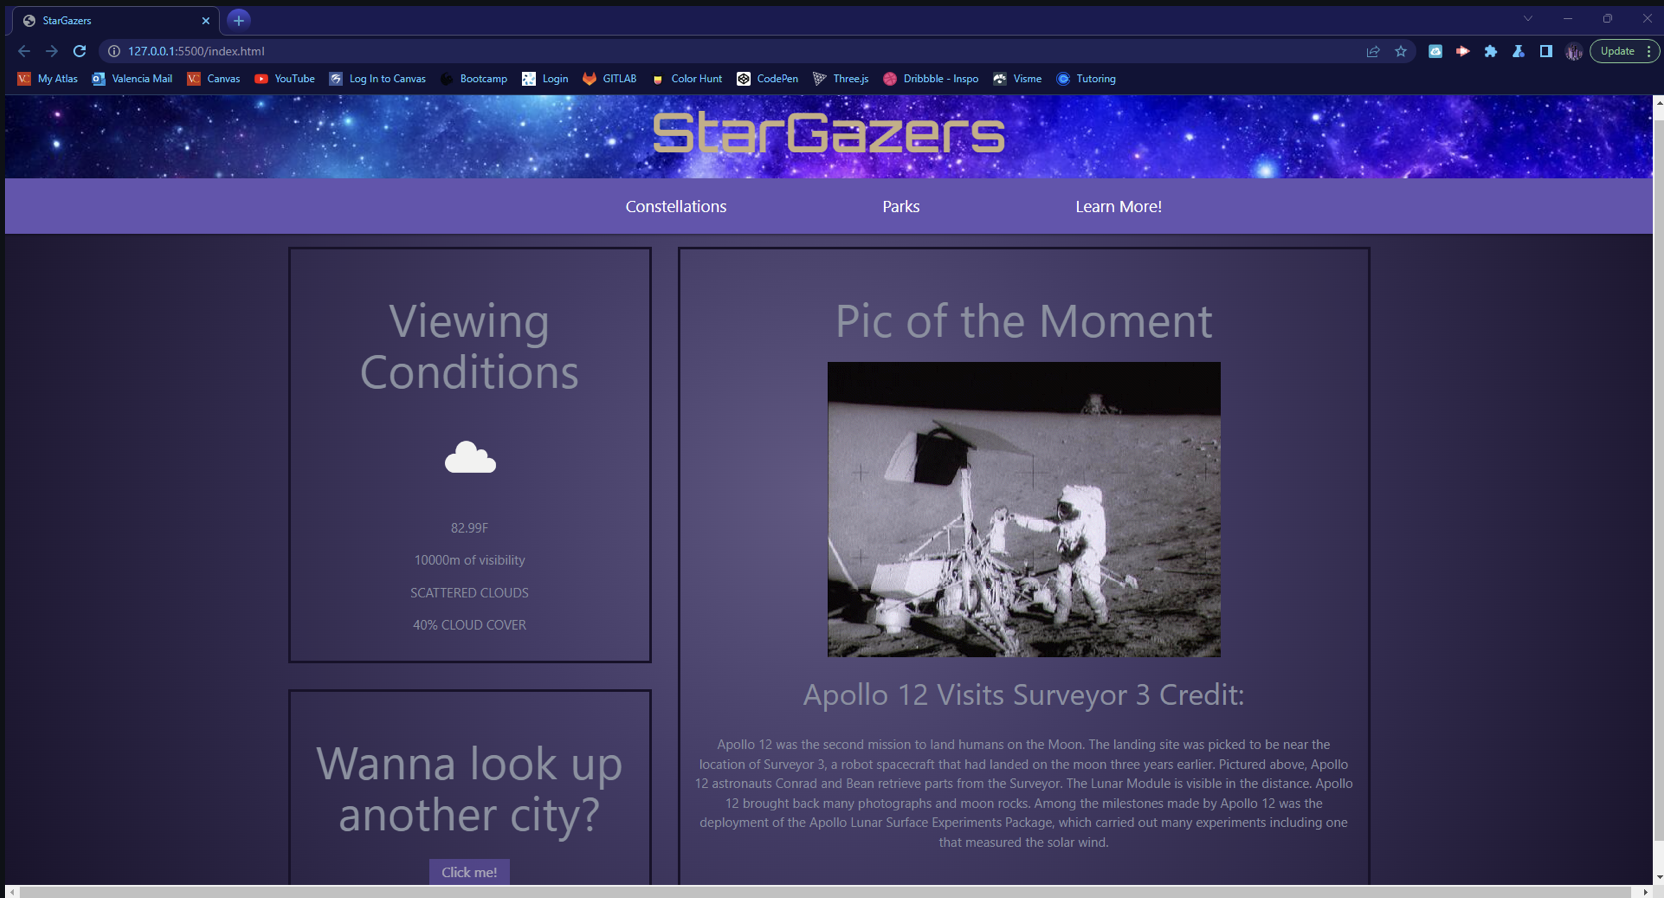 StarGazers
127.0.0.1:5500/index.html
Update
My Atlas
Valencia Mail
Canvas
YouTube
Log In to Canvas
Bootcamp
Login
GITLAB
Color Hunt
CodePen
Three.js
Dribbble - Inspo
Visme
Tutoring
StarGazers
Constellations
Parks
Learn More!
Viewing
Conditions
82.99F
10000m of visibility
SCATTERED CLOUDS
40% CLOUD COVER
Wanna look up
another city?
Click me!
Pic of the Moment
Apollo 12 Visits Surveyor 3 Credit:
Apollo 12 was the second mission to land humans on the Moon. The landing site was picked to be near the
location of Surveyor 3, a robot spacecraft that had landed on the moon three years earlier. Pictured above, Apollo
12 astronauts Conrad and Bean retrieve parts from the Surveyor. The Lunar Module is visible in the distance. Apollo
12 brought back many photographs and moon rocks. Among the milestones made by Apollo 12 was the
deployment of the Apollo Lunar Surface Experiments Package, which carried out many experiments including one
that measured the solar wind.